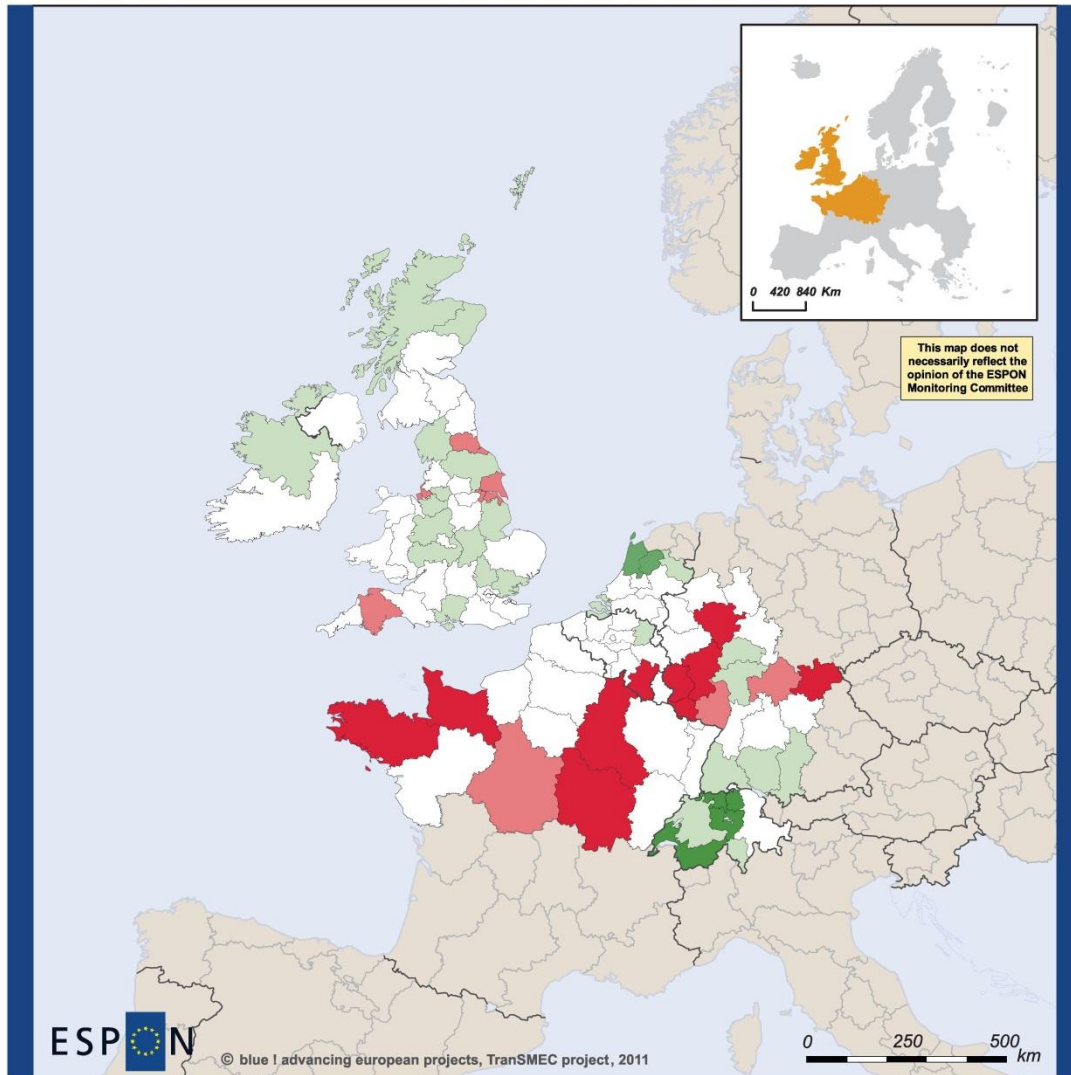 0 420 840 Km
This map does not
necessarily reflect the
opinion of the ESPON
Monitoring Committee
ESPON
© blue ! advancing european projects, TranSMEC project, 2011
0 250 500
km